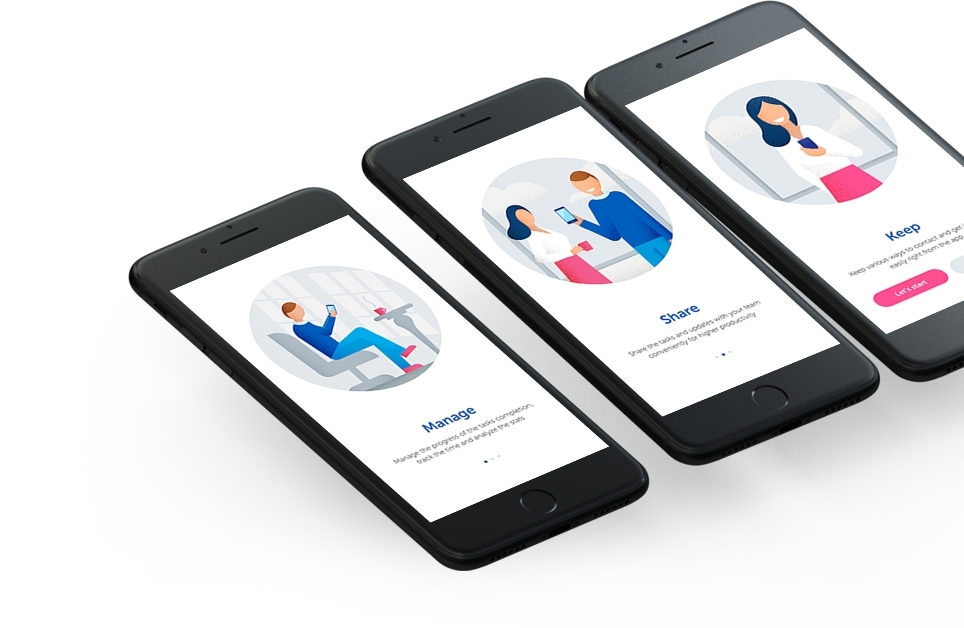 Manage
Manage the progress of the tasks completion,
track the time and analyze the stats
Share
Share the tasks and updates with your team
conveniently for higher productivity
Keep
Keep various ways to contact and get
easily right from the app
Let's start